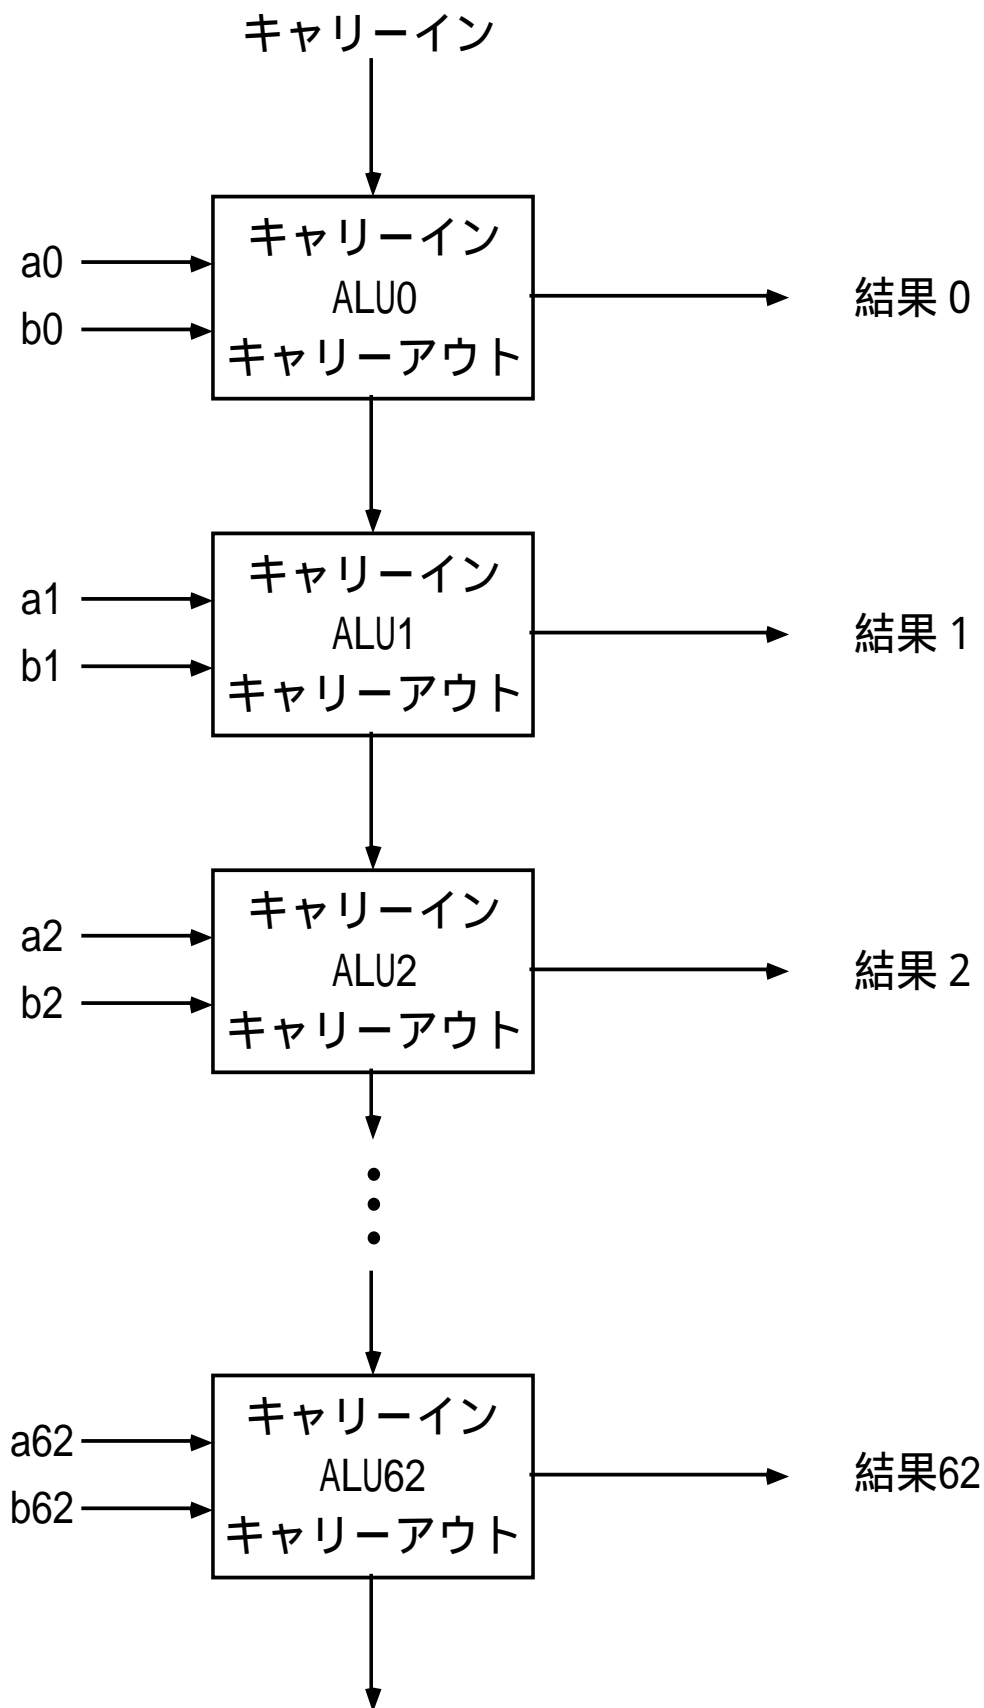 キャリーイン
キャリーイン
a0
ALU0
結果 0
b0
キャリーアウト
キャリーイン
a1
ALU1
結果 1
b1
キャリーアウト
キャリーイン
a2
ALU2
結果 2
b2
キャリーアウト
キャリーイン
a62
ALU62
結果62
b62
キャリーアウト